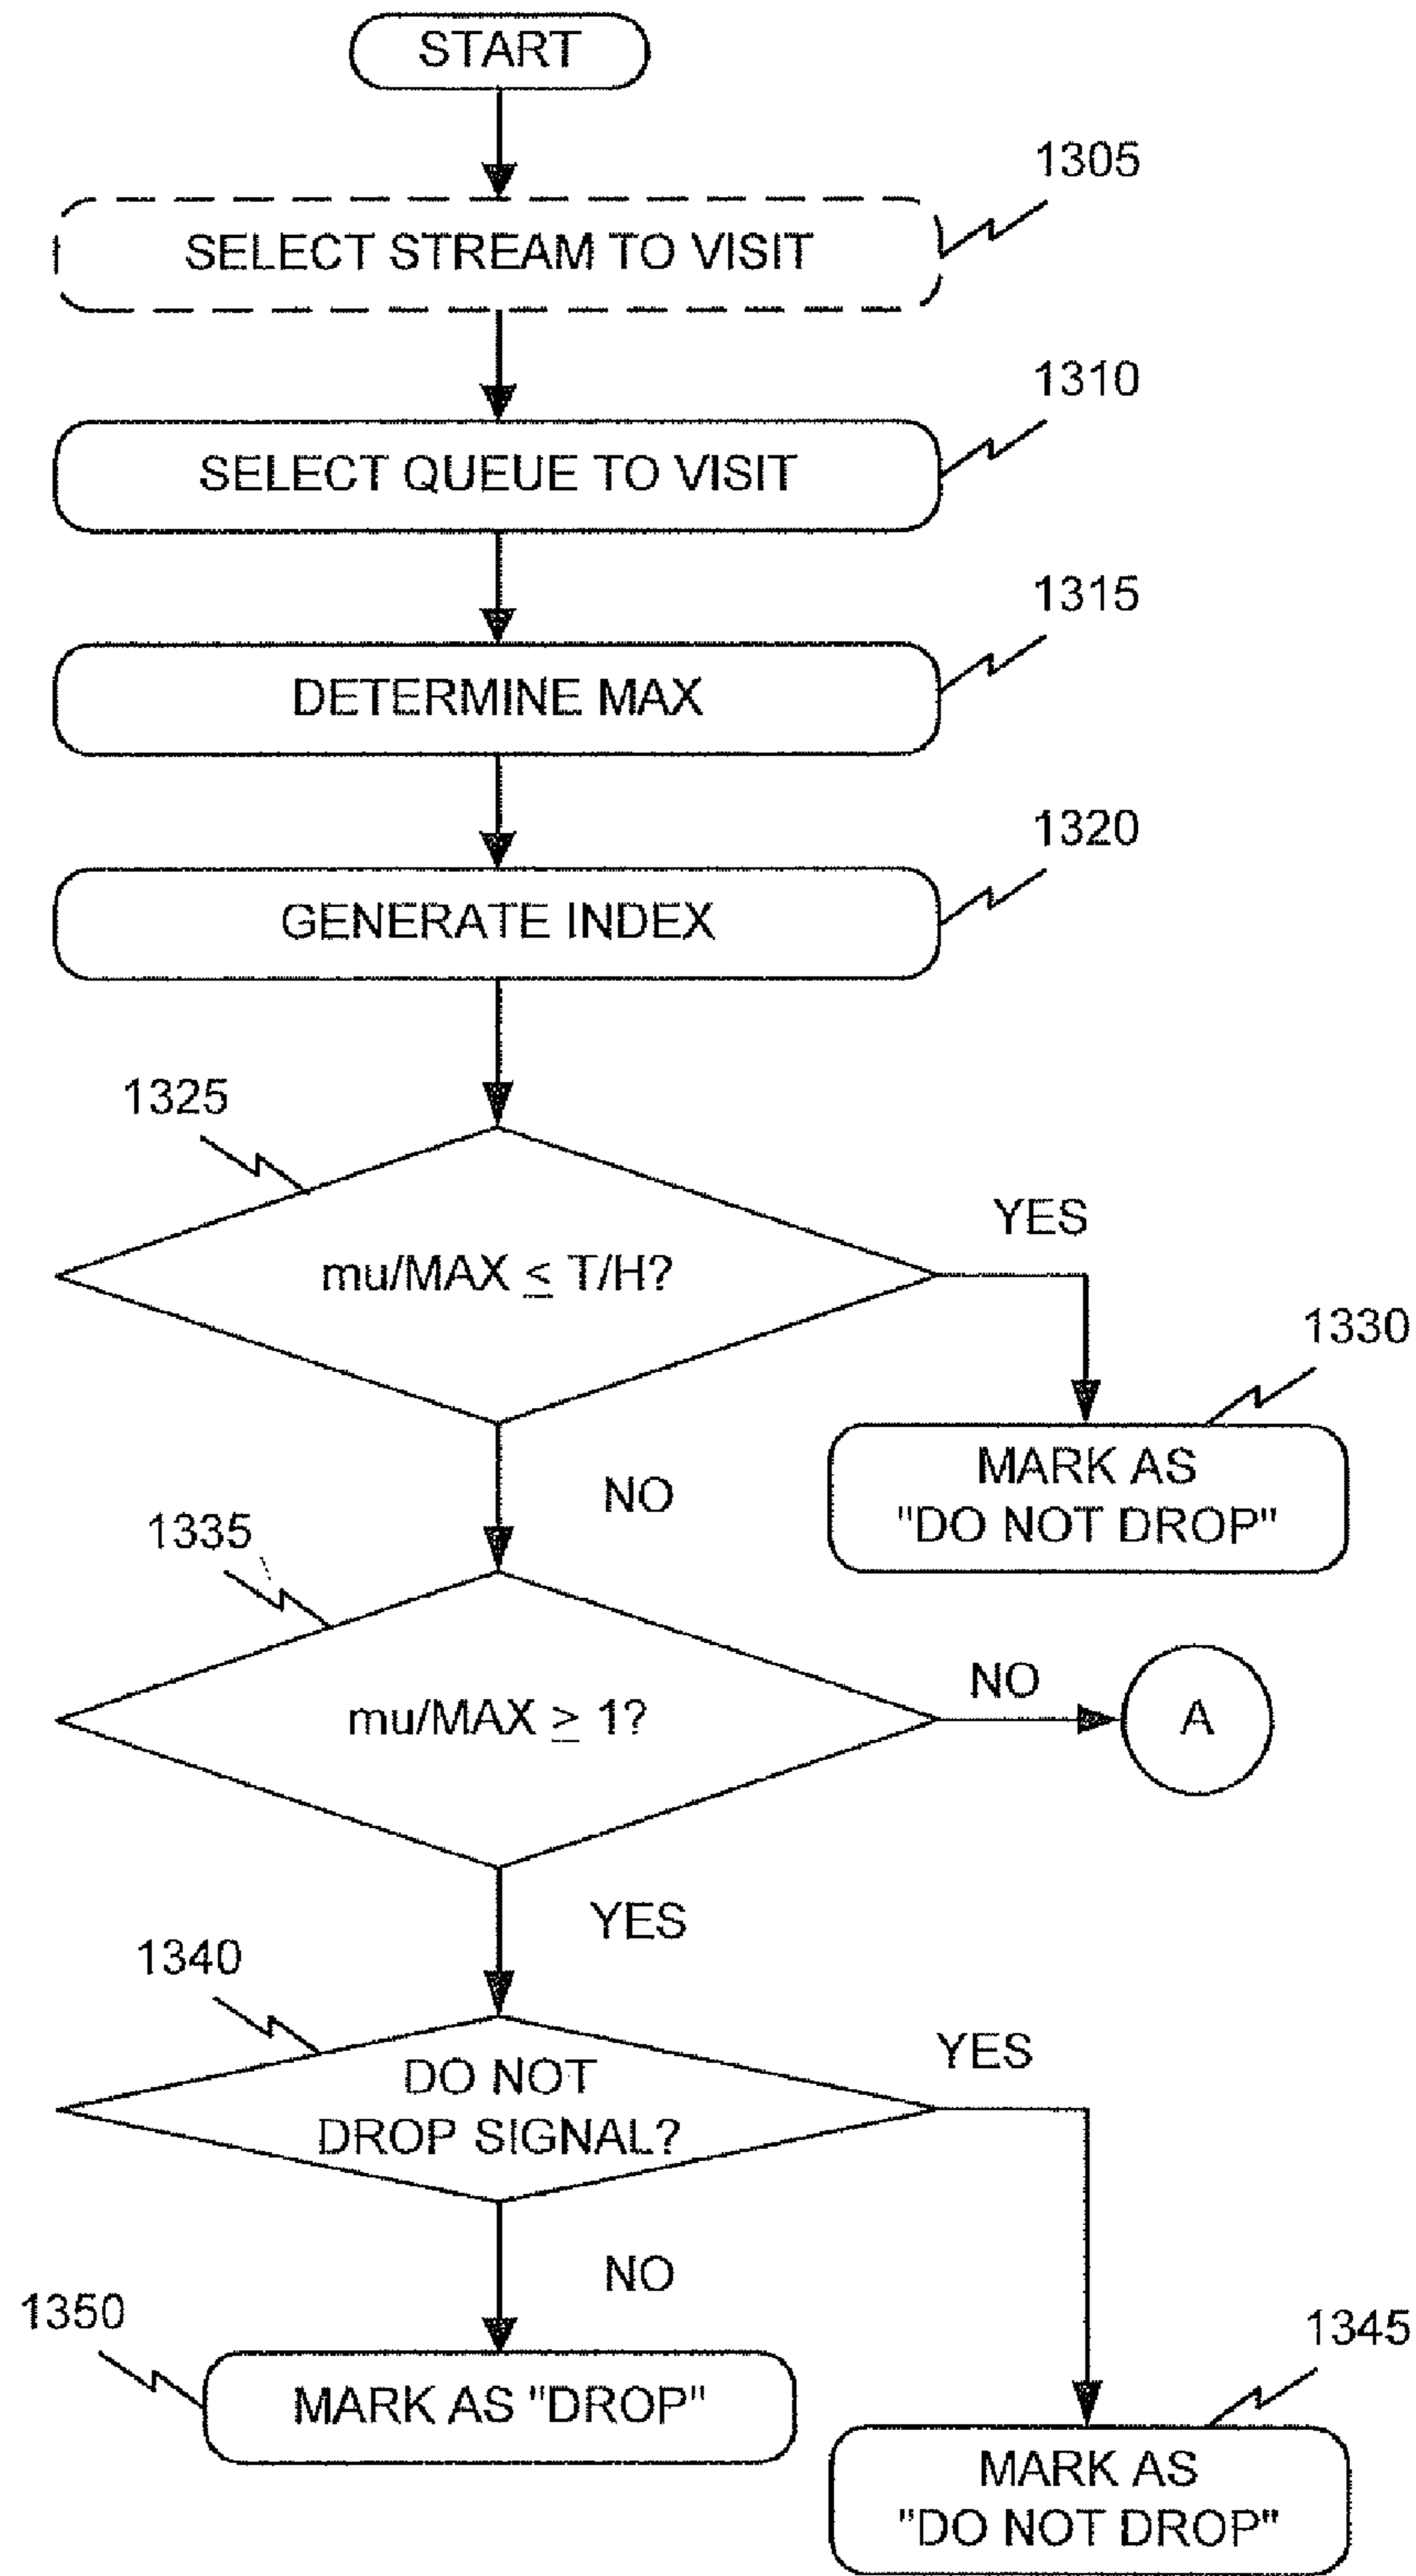 START
1305
SELECT STREAM TO VISIT
1310
SELECT QUEUE TO VISIT
1315
DETERMINE MAX
1320
GENERATE INDEX
1325
YES
mu/MAX ≤ T/H?
1330
MARK AS
"DO NOT DROP"
NO
1335
NO
mu/MAX ≥ 1?
A
YES
1340
YES
DO NOT
DROP SIGNAL?
NO
1350
MARK AS "DROP"
1345
MARK AS
"DO NOT DROP"